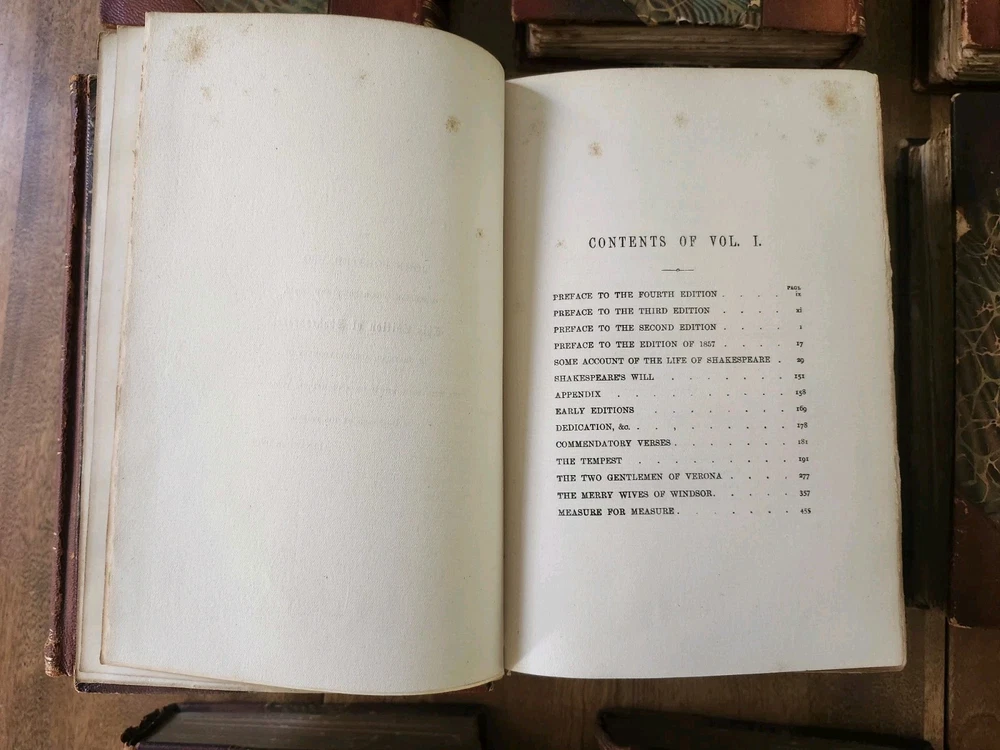 CONTENTS OF VOL. I.
PAGE
PREFACE TO THE FOURTH EDITION . . . . ix
PREFACE TO THE THIRD EDITION . . . . xi
PREFACE TO THE SECOND EDITION . . . . 1
PREFACE TO THE EDITION OF 1857 . . . . 17
SOME ACCOUNT OF THE LIFE OF SHAKESPEARE . 29
SHAKESPEARE'S WILL . . . . . . . 151
APPENDIX . . . . . . . . . 158
EARLY EDITIONS . . . . . . . . 169
DEDICATION, &c. . . . . . . . . 178
COMMENDATORY VERSES . . . . . . . 181
THE TEMPEST . . . . . . . . 191
THE TWO GENTLEMEN OF VERONA . . . . 277
THE MERRY WIVES OF WINDSOR. . . . . 357
MEASURE FOR MEASURE . . . . . . 455